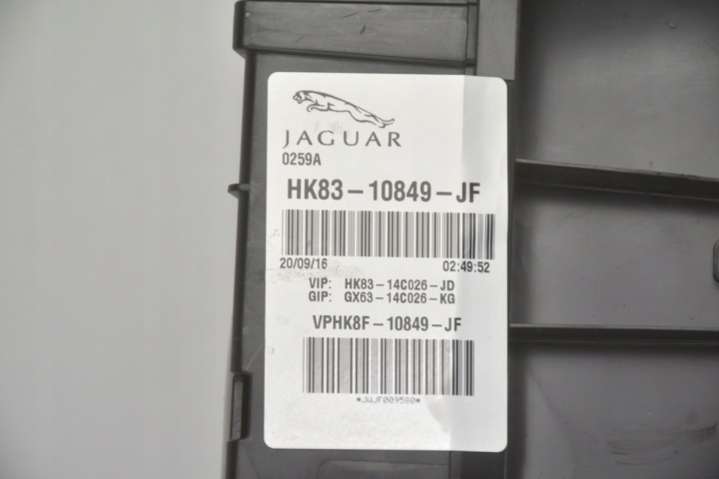 JAGUAR
0259A
HK83-10849-JF
20/09/16 02:49:52
VIP: HK83-14C026-JD
GIP: GX63-14C026-KG
VPHK8F-10849-JF